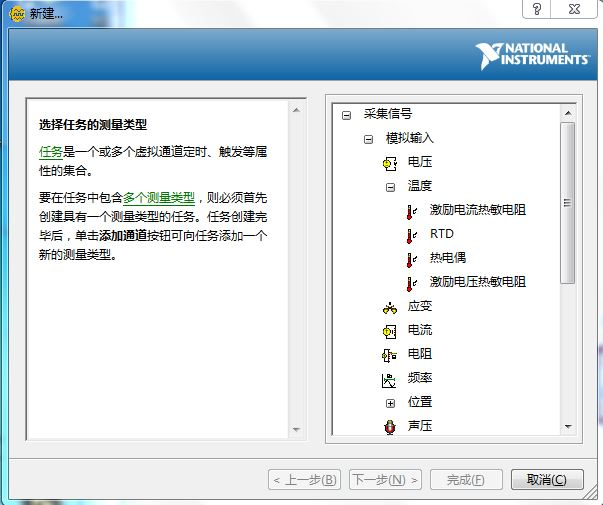 新建...
NATIONAL
INSTRUMENTS
选择任务的测量类型
任务是一个或多个虚拟通道定时、触发等属
性的集合。
要在任务中包含多个测量类型，则必须首先
创建具有一个测量类型的任务。任务创建完
毕后，单击添加通道按钮可向任务添加一个
新的测量类型。
采集信号
模拟输入
电压
温度
激励电流热敏电阻
RTD
热电偶
激励电压热敏电阻
应变
电流
电阻
频率
位置
声压
< 上一步(B)
下一步(N) >
完成(F)
取消(C)